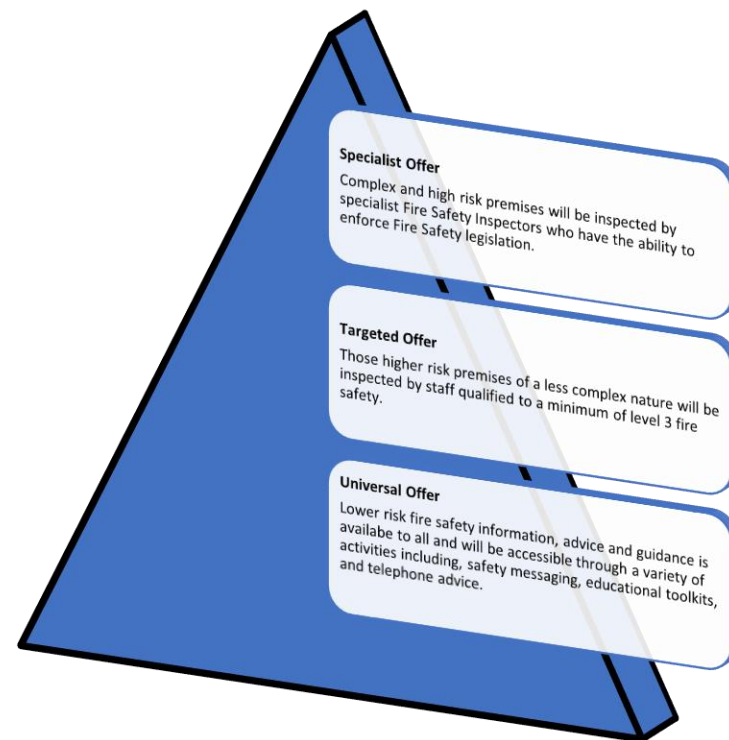 Specialist Offer
Complex and high risk premises will be inspected by
specialist Fire Safety Inspectors who have the ability to
enforce Fire Safety legislation.
Targeted Offer
Those higher risk premises of a less complex nature will be
inspected by staff qualified to a minimum of level 3 fire
safety.
Universal Offer
Lower risk fire safety information, advice and guidance is
availabe to all and will be accessible through a variety of
activities including, safety messaging, educational toolkits,
and telephone advice.